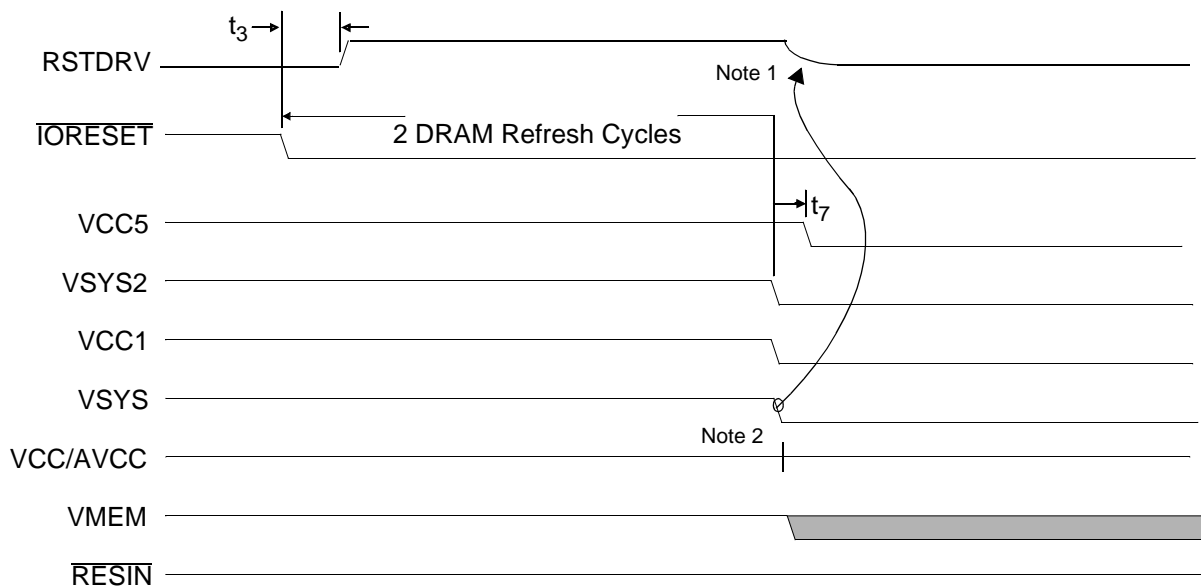 t3
RSTDRV
Note 1
IORESET
2 DRAM Refresh Cycles
VCC5
t7
VSYS2
VCC1
VSYS
Note 2
VCC/AVCC
VMEM
RESIN